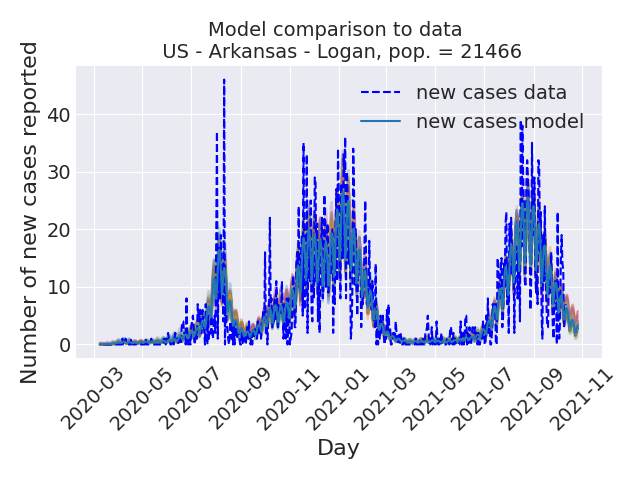 Model comparison to data
US - Arkansas - Logan, pop. = 21466
Number of new cases reported
40
30
20
10
0
new cases data
new cases model
2020-03
2020-05
2020-07
2020-09
2020-11
2021-01
2021-03
2021-05
2021-07
2021-09
2021-11
Day